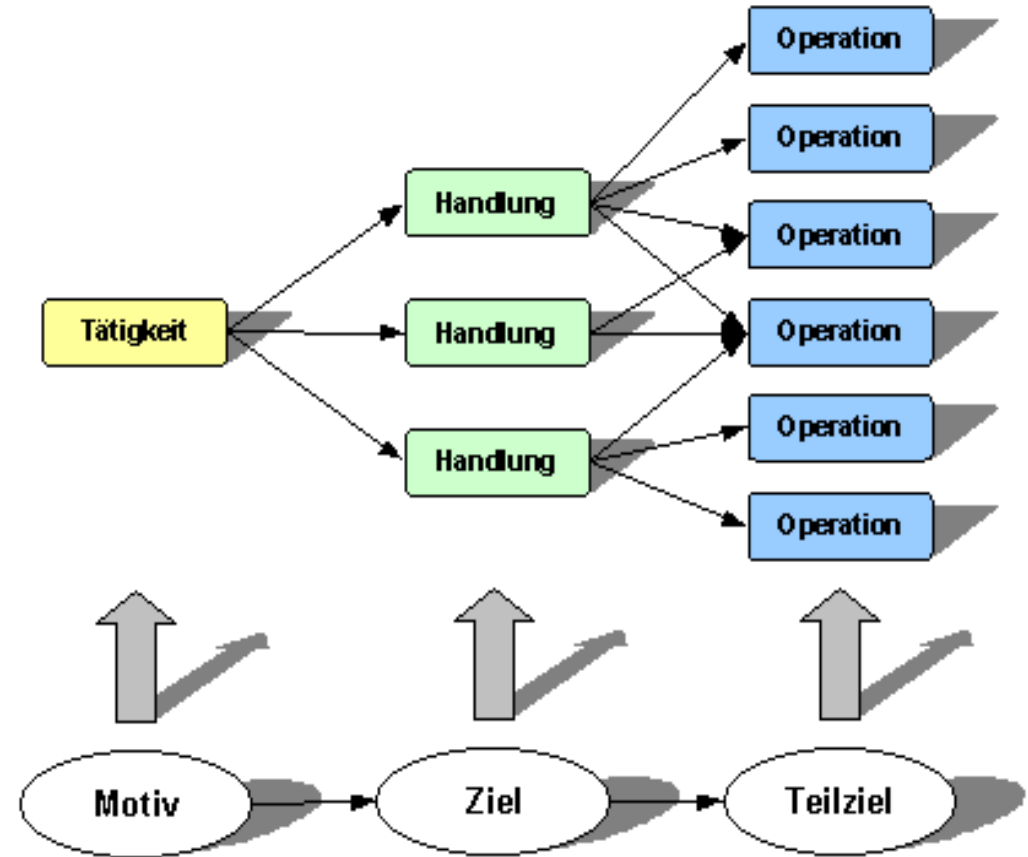 Operation
Operation
Handlung
Operation
Tätigkeit
Handlung
Operation
Handlung
Operation
Operation
Motiv
Ziel
Teilziel